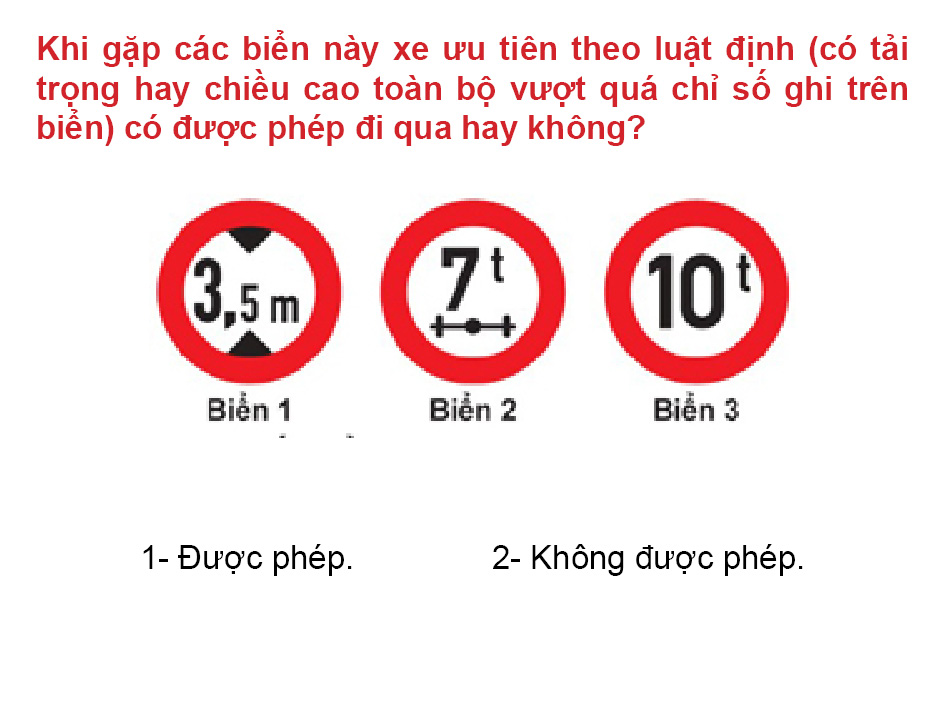 Khi gặp các biển này xe ưu tiên theo luật định (có tải
trọng hay chiều cao toàn bộ vượt quá chỉ số ghi trên
biển) có được phép đi qua hay không?
3,5 m
7 t
10 t
Biển 1
Biển 2
Biển 3
1- Được phép.
2- Không được phép.